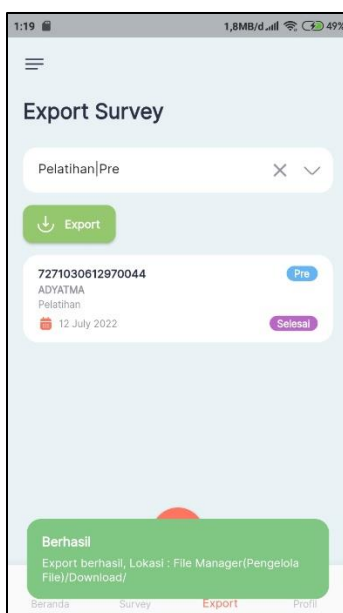 1:19 1,8MB/d 49%
Export Survey
Pelatihan|Pre
Export
7271030612970044 Pre
ADYATMA
Pelatihan
12 July 2022 Selesai
Berhasil
Export berhasil, Lokasi : File Manager(Pengelola
File)/Download/
Beranda Survey Export Profil